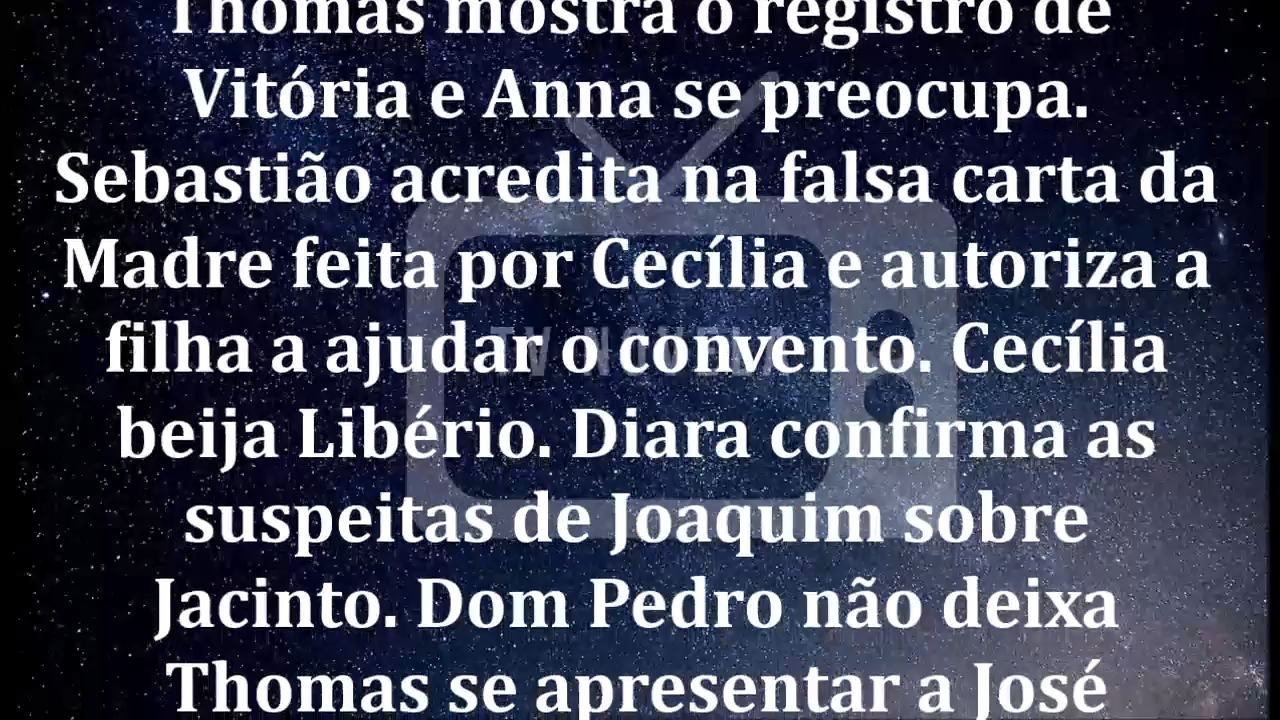 Thomas mostra o registro de
Vitória e Anna se preocupa.
Sebastião acredita na falsa carta da
Madre feita por Cecília e autoriza a
filha a ajudar o convento. Cecília
beija Libério. Diara confirma as
suspeitas de Joaquim sobre
Jacinto. Dom Pedro não deixa
Thomas se apresentar a José
TV NOVELA